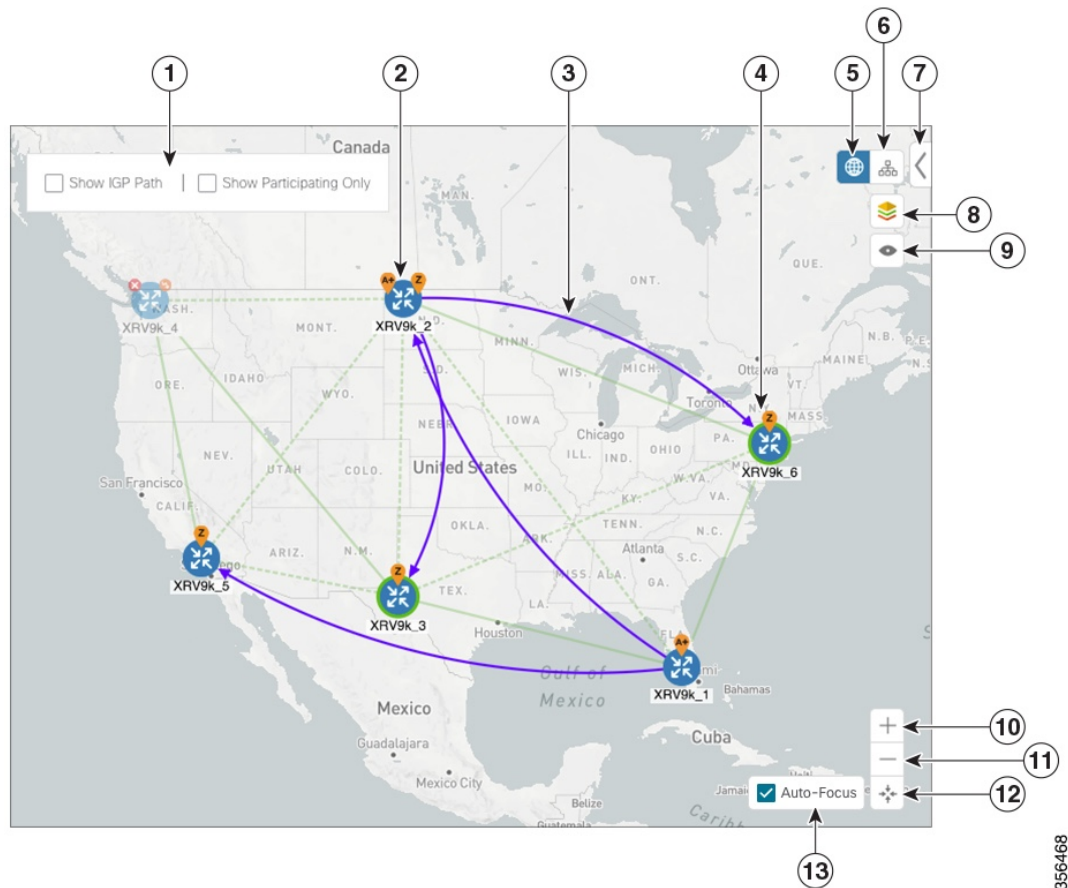 6
1
2
3
4
5
7
Canada
Show IGP Path | Show Participating Only
MAN.
8
9
QUE.
ONT.
A+ Z
WASH.
XRV9k_4
XRV9k_2
N.D.
MONT.
MINN.
N.B.
P.E.
MAINE
N.S.
Ottawa
ORE.
IDAHO
S.D.
WIS.
MICH.
VT.
WYO.
Toronto
N.Y.
MASS.
NEBR.
IOWA
Chicago
Z
PA.
OHIO
NEV.
UTAH
COLO.
United States
ILL.
IND.
MD.
XRV9k_6
San Francisco
MO.
W.VA.
KY.
VA.
CALIF.
OKLA.
TENN.
N.C.
Z
ARIZ.
N.M.
ARK.
Atlanta
S.C.
XRV9k_5
Z
TEX.
MISS.
ALA.
GA.
LA.
XRV9k_3
Houston
FLA.
A+
Gulf of
Mexico
XRV9k_1
Bahamas
Mexico
10
Cuba
Guadalajara
11
Mexico City
Auto-Focus
12
Belize
Guatemala
13
356468